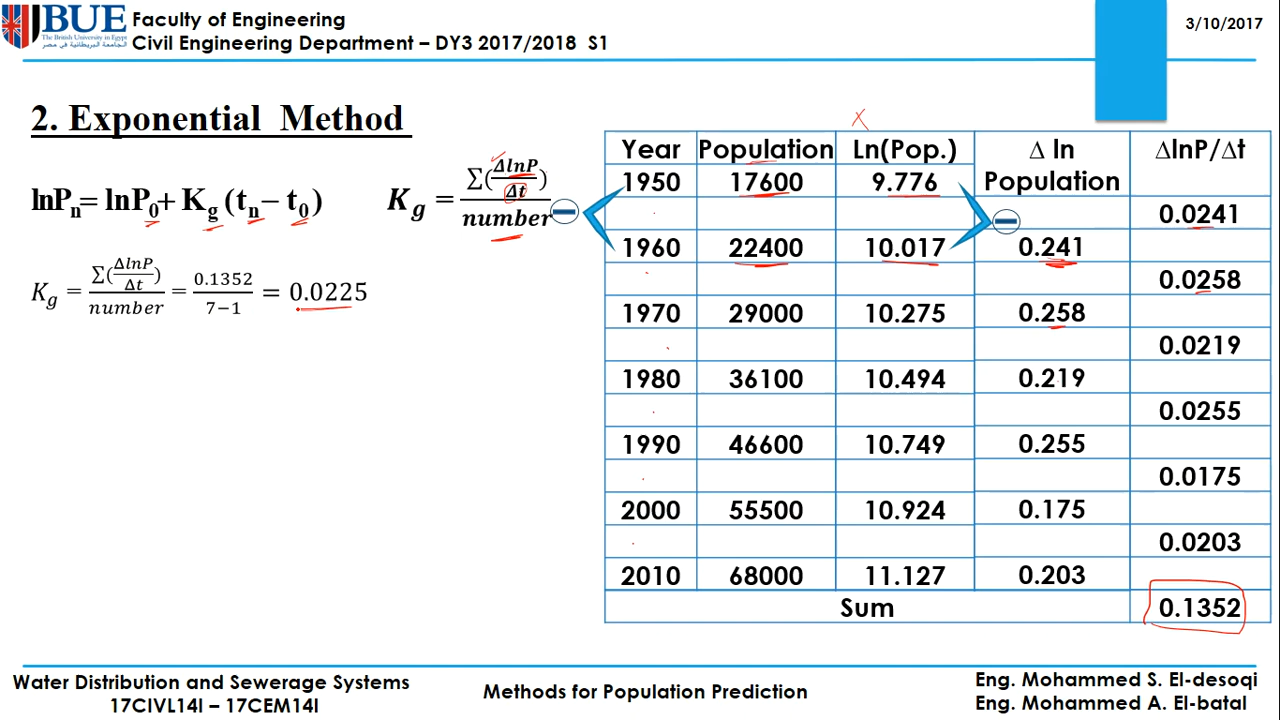 BUE
The British University in Egypt
الجامعة البريطانية في مصر
Faculty of Engineering
Civil Engineering Department – DY3 2017/2018 S1
3/10/2017
2. Exponential Method
lnPn= lnP0+ Kg (tn– t0)
Kg = ∑(ΔlnP/Δt)/number
Kg = ∑(ΔlnP/Δt)/number = 0.1352/7−1 = 0.0225
X
Year Population Ln(Pop.) Δ ln Population ΔlnP/Δt
1950 17600 9.776
0.0241
1960 22400 10.017 0.241
0.0258
1970 29000 10.275 0.258
0.0219
1980 36100 10.494 0.219
0.0255
1990 46600 10.749 0.255
0.0175
2000 55500 10.924 0.175
0.0203
2010 68000 11.127 0.203
Sum 0.1352
Water Distribution and Sewerage Systems
17CIVL14I – 17CEM14I
Methods for Population Prediction
Eng. Mohammed S. El-desoqi
Eng. Mohammed A. El-batal